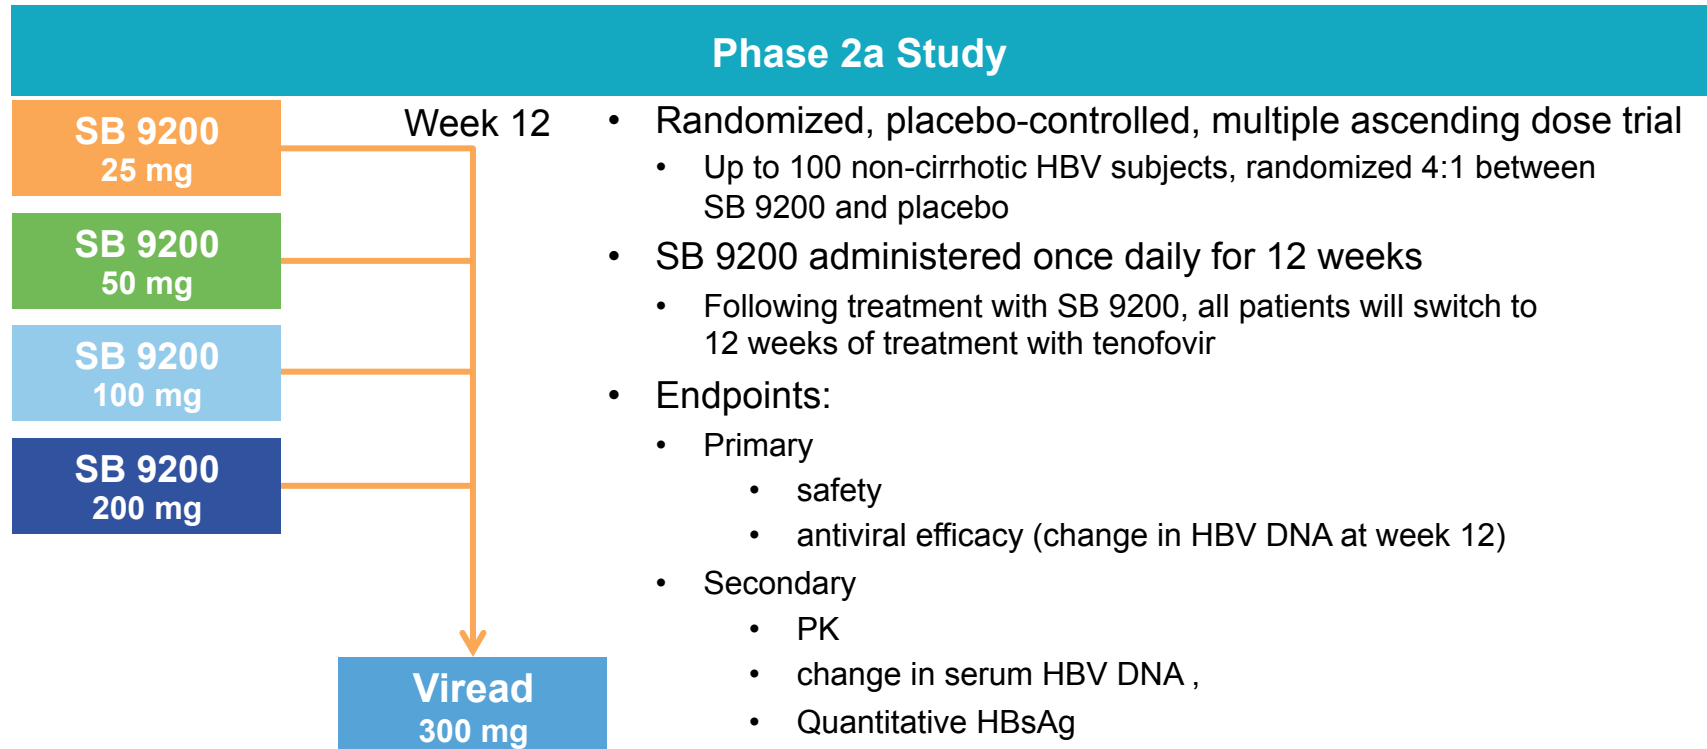 Phase 2a Study
SB 9200
25 mg
SB 9200
50 mg
SB 9200
100 mg
SB 9200
200 mg
Week 12
Viread
300 mg
• Randomized, placebo-controlled, multiple ascending dose trial
• Up to 100 non-cirrhotic HBV subjects, randomized 4:1 between
SB 9200 and placebo
• SB 9200 administered once daily for 12 weeks
• Following treatment with SB 9200, all patients will switch to
12 weeks of treatment with tenofovir
• Endpoints:
• Primary
• safety
• antiviral efficacy (change in HBV DNA at week 12)
• Secondary
• PK
• change in serum HBV DNA ,
• Quantitative HBsAg